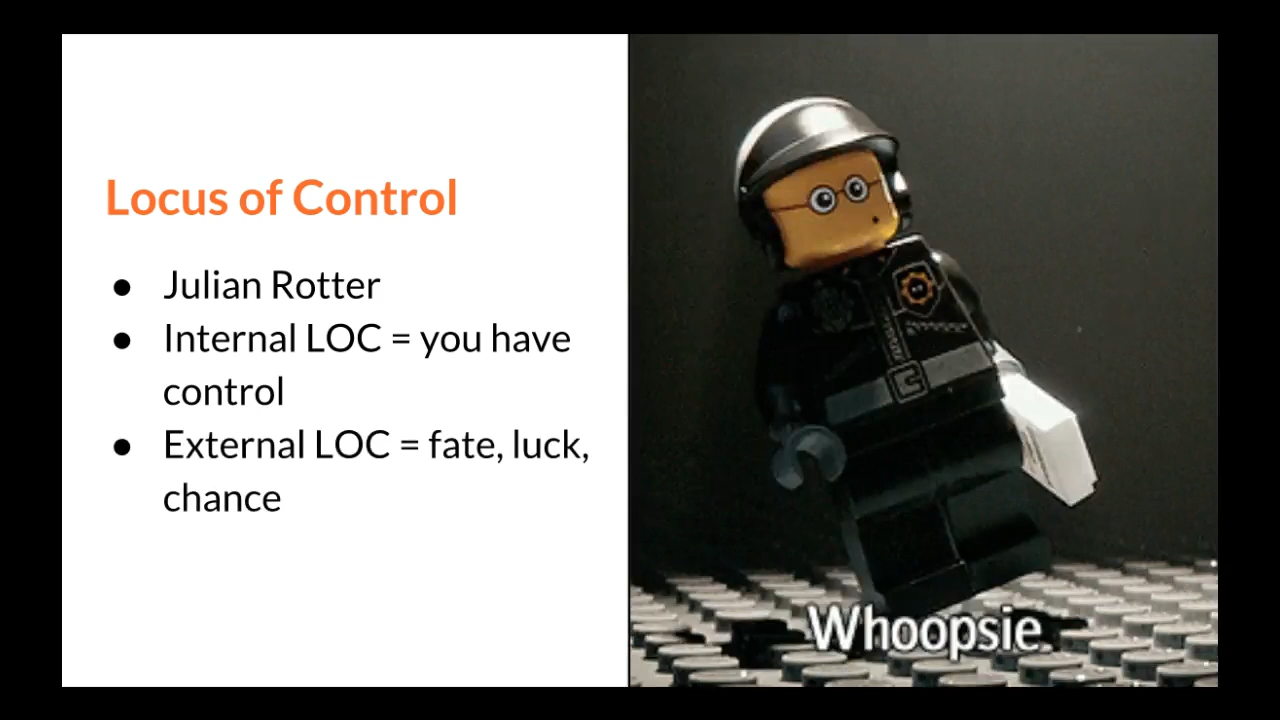 Locus of Control
● Julian Rotter
● Internal LOC = you have
control
● External LOC = fate, luck,
chance
Whoopsie.